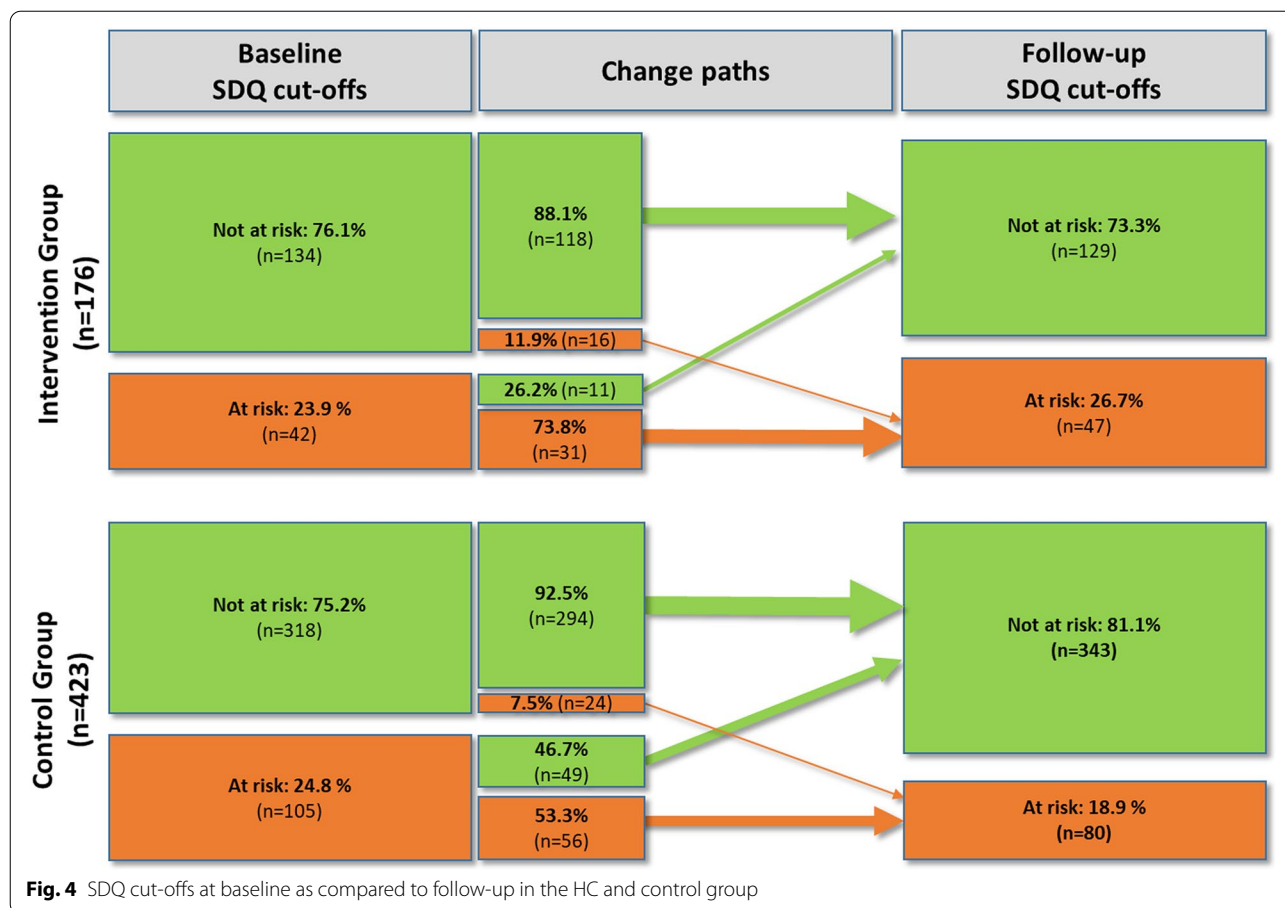 Baseline
SDQ cut-offs
Change paths
Follow-up
SDQ cut-offs
Intervention Group
(n=176)
Not at risk: 76.1%
(n=134)
88.1%
(n=118)
Not at risk: 73.3%
(n=129)
11.9% (n=16)
26.2% (n=11)
At risk: 23.9 %
(n=42)
73.8%
(n=31)
At risk: 26.7%
(n=47)
Control Group
(n=423)
Not at risk: 75.2%
(n=318)
92.5%
(n=294)
Not at risk: 81.1%
(n=343)
7.5% (n=24)
46.7%
(n=49)
At risk: 24.8 %
(n=105)
53.3%
(n=56)
At risk: 18.9 %
(n=80)
Fig. 4 SDQ cut-offs at baseline as compared to follow-up in the HC and control group